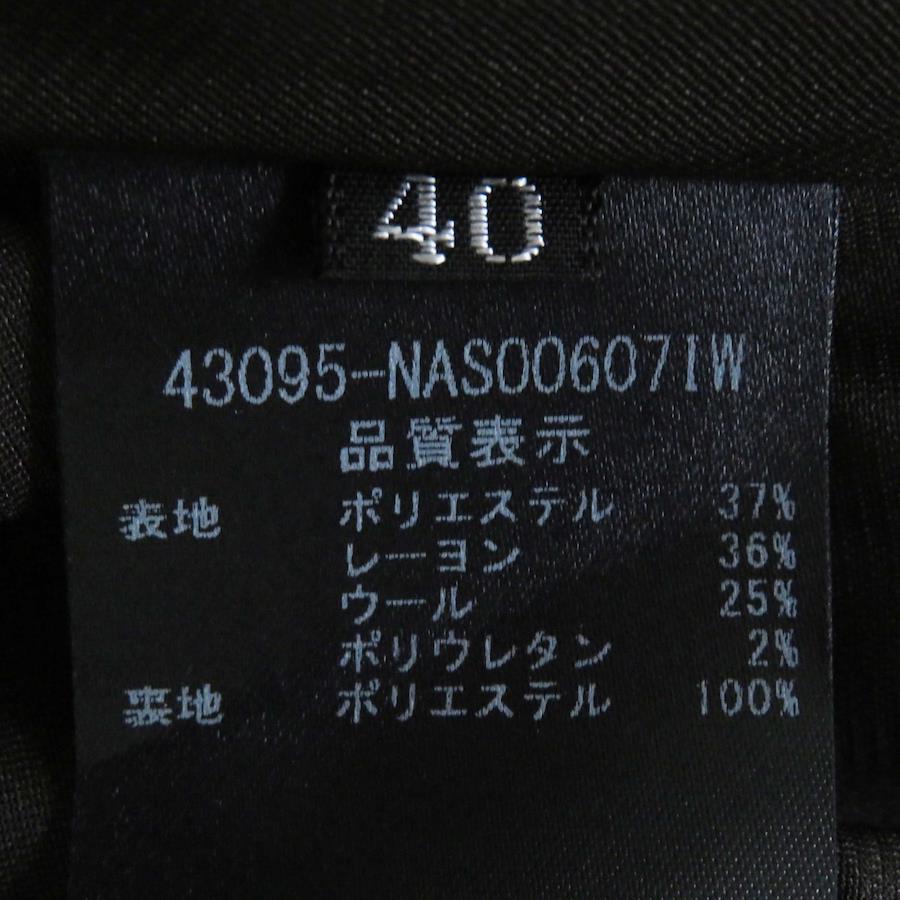 40
43095-NAS006071W
品質表示
表地 ポリエステル 37%
レーヨン 36%
ウール 25%
ポリウレタン 2%
裏地 ポリエステル 100%